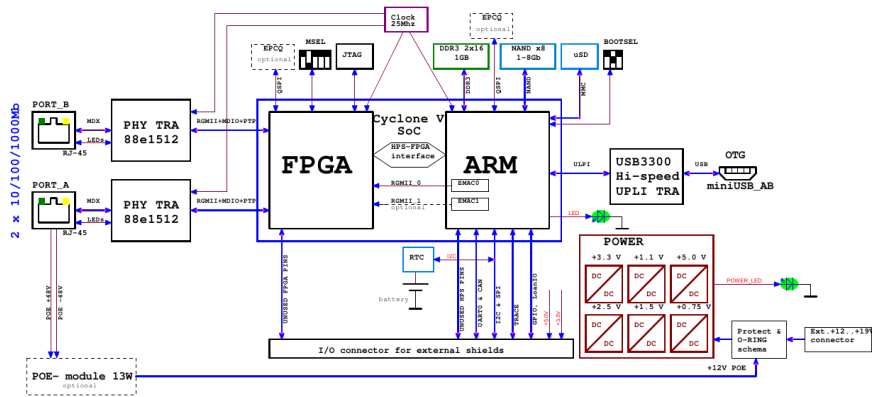 Clock
25Mhz
EPCQ
optional
MSEL
JTAG
DDR3 2x16
1GB
EPCQ
optional
NAND x8
1-8Gb
uSD
BOOTSEL
QSPI
DDR3
QSPI
NAND
MMC
2 x 10/100/1000Mb
PORT_B
RJ-45
MDX
LEDs
PHY TRA
88e1512
RGMII+MDIO+PTP
PORT_A
RJ-45
MDX
LEDs
PHY TRA
88e1512
RGMII+MDIO+PTP
FPGA
Cyclone V
SoC
HPS-FPGA
interface
ARM
RGMII_0
EMAC0
RGMII_1
optional
EMAC1
ULPI
USB3300
Hi-speed
UPLI TRA
USB
OTG
miniUSB_AB
LED
RTC
I2C
battery
UNUSED FPGA PINS
UNUSED HPS PINS
UART0 & CAN
I2C & SPI
TRACE
GPIO, LoanIO
+5.0V
+3.3V
I/O connector for external shields
POWER
+3.3 V
+1.1 V
+5.0 V
DC
DC
DC
DC
DC
DC
+2.5 V
+1.5 V
+0.75 V
DC
DC
DC
DC
DC
DC
POWER_LED
Protect &
O-RING
schema
Ext.+12..+19V
connector
POE +48V
POE -48V
POE- module 13W
optional
+12V POE